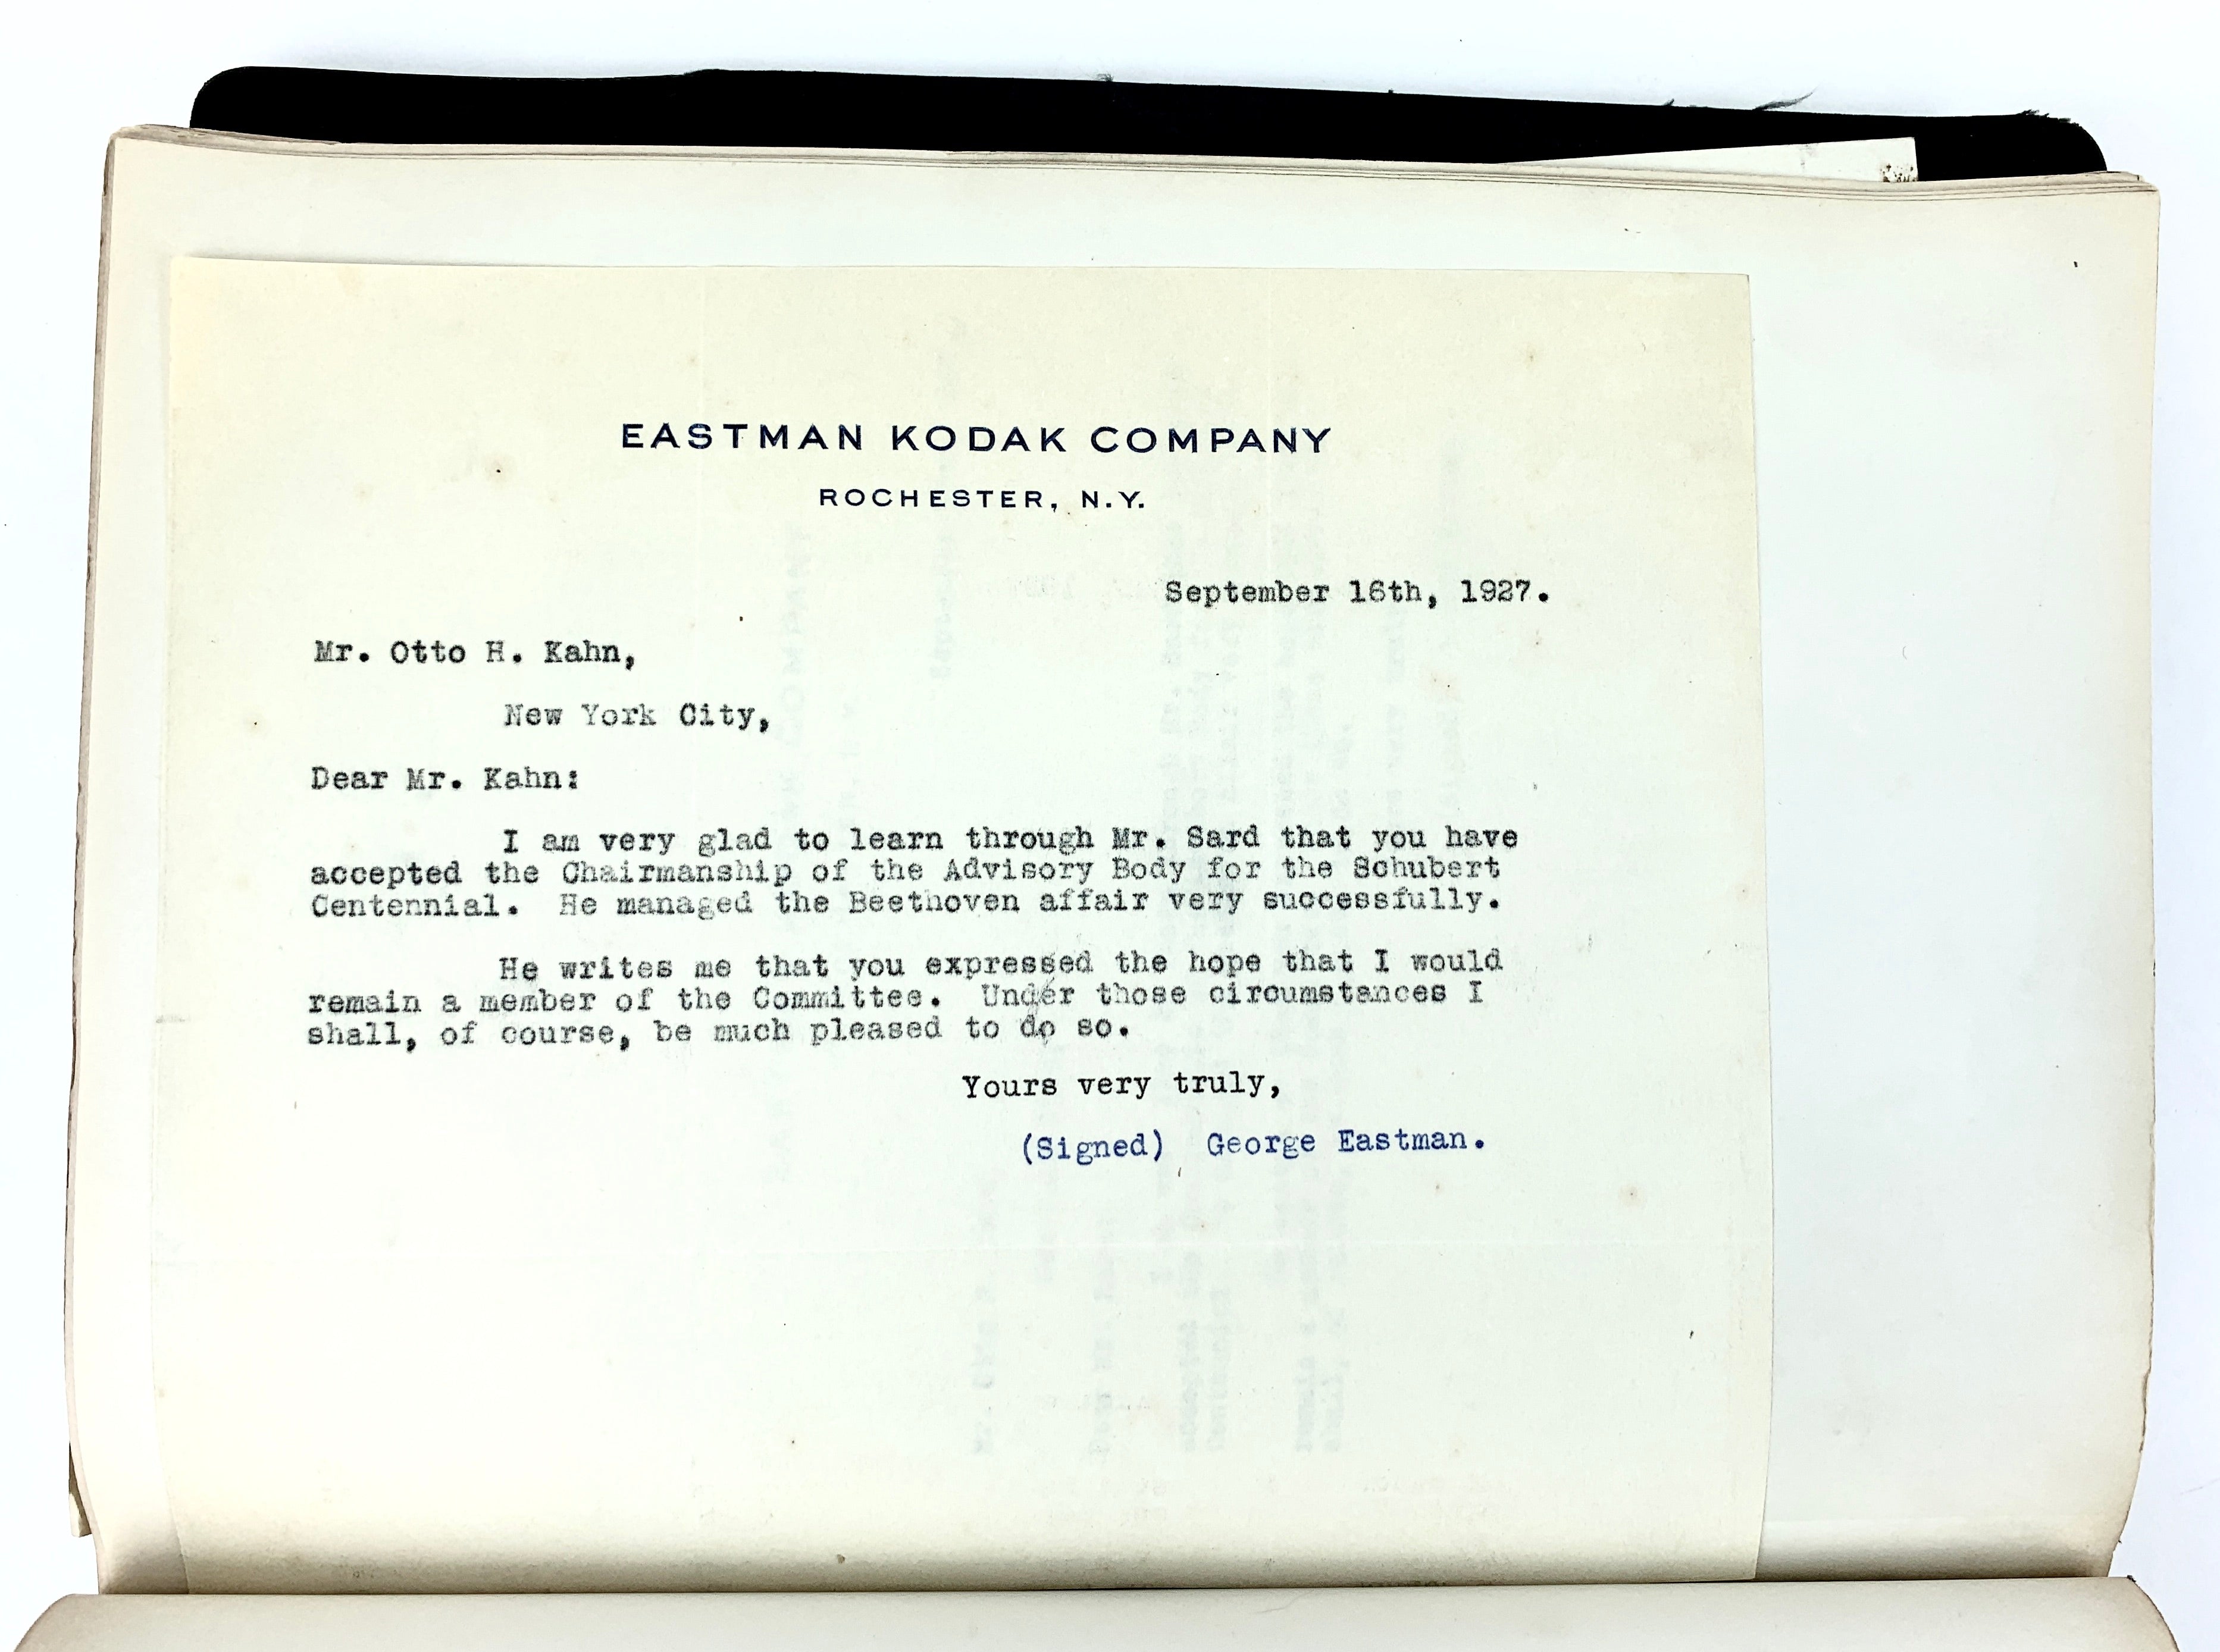 EASTMAN KODAK COMPANY
ROCHESTER, N.Y.
September 16th, 1927.
Mr. Otto H. Kahn,
New York City,
Dear Mr. Kahn:
I am very glad to learn through Mr. Sard that you have
accepted the Chairmanship of the Advisory Body for the Schubert
Centennial. He managed the Beethoven affair very successfully.
He writes me that you expressed the hope that I would
remain a member of the Committee. Under those circumstances I
shall, of course, be much pleased to do so.
Yours very truly,
(Signed) George Eastman.